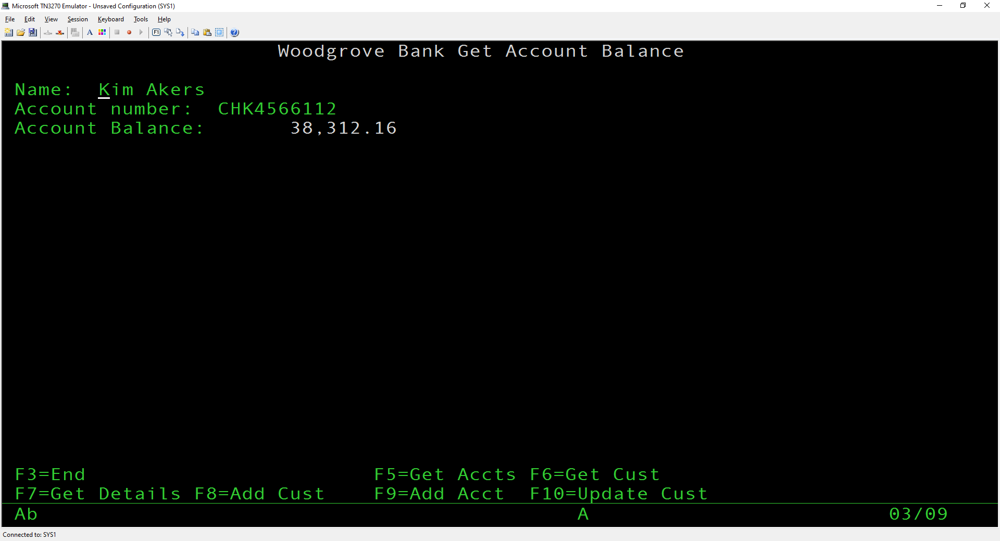 Microsoft TN3270 Emulator - Unsaved Configuration (SYS1)
File Edit View Session Keyboard Tools Help
A F1 ?
Woodgrove Bank Get Account Balance
Name: Kim Akers
Account number: CHK4566112
Account Balance: 38,312.16
F3=End F5=Get Accts F6=Get Cust
F7=Get Details F8=Add Cust F9=Add Acct F10=Update Cust
Ab A 03/09
Connected to: SYS1